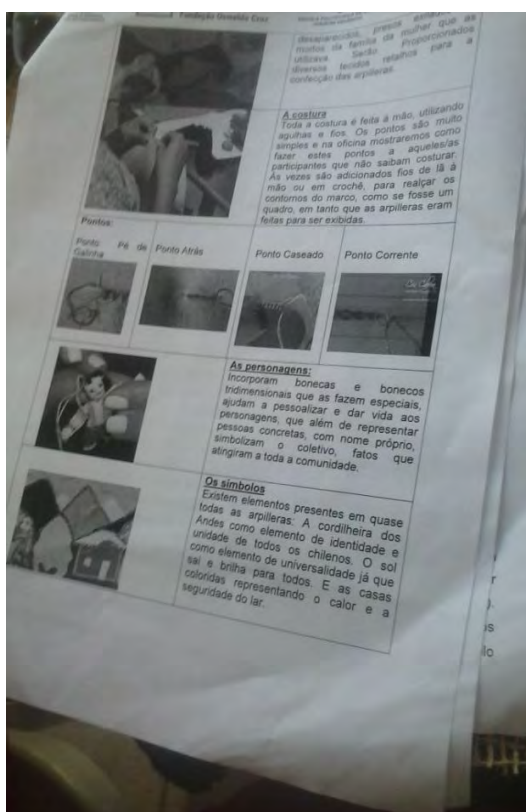 Fundação Oswaldo Cruz
desaparecidos, presos
mortos da família da mulher que as
utilizava. Serão Proporcionados
diversos tecidos retalhos para a
confecção das arpilleras.
A costura
Toda a costura é feita à mão, utilizando
agulhas e fios. Os pontos são muito
simples e na oficina mostraremos como
fazer estes pontos a aqueles/as
participantes que não saibam costurar.
Às vezes são adicionados fios de lã à
mão ou em crochê, para realçar os
contornos do marco, como se fosse um
quadro, em tanto que as arpilleras eram
feitas para ser exibidas.
Pontos:
Ponto Pé de
Galinha
Ponto Atrás
Ponto Caseado
Ponto Corrente
As personagens:
Incorporam bonecas e bonecos
tridimensionais que as fazem especiais,
ajudam a pessoalizar e dar vida aos
personagens, que além de representar
pessoas concretas, com nome próprio,
simbolizam o coletivo, fatos que
atingiram a toda a comunidade.
Os símbolos
Existem elementos presentes em quase
todas as arpilleras: A cordilheira dos
Andes como elemento de identidade e
unidade de todos os chilenos. O sol
como elemento de universalidade já que
sai e brilha para todos. E as casas
coloridas representando o calor e a
seguridade do lar.